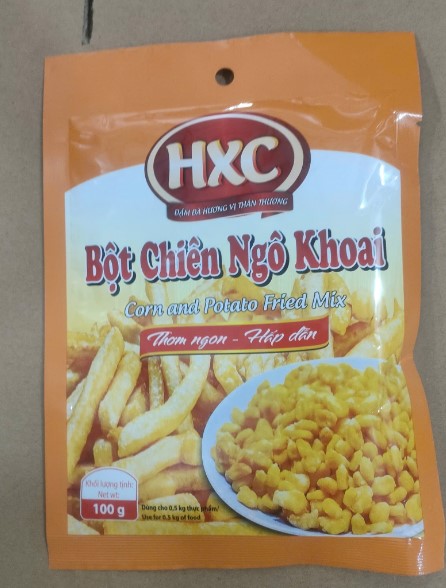 HXC
ĐẬM ĐÀ HƯƠNG VỊ THÂN THƯƠNG
Bột Chiên Ngô Khoai
Corn and Potato Fried Mix
Thơm ngon - Hấp dẫn
Khối lượng tịnh:
Net wt:
100 g
Dùng cho 0,5 kg thực phẩm/
Use for 0.5 kg of food